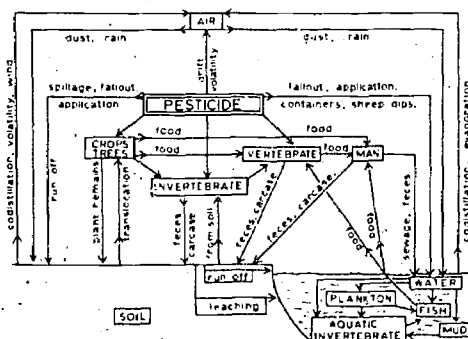 AIR
dust, rain
dust, rain
drift
volatility
codistillation, volatility, wind
spillage, fallout,
application
fallout, application,
containers, sheep dips.
PESTICIDE
run off
food
food
CROPS
TREES
food
VERTEBRATE
food
MAN
INVERTEBRATE
plant remains
translocation
feces
carcase
from soil
feces, carcase
feces, carcase,
food
food
sewage, feces.
run off
leaching
WATER
PLANKTON
FISH
SOIL
AQUATIC
INVERTEBRATE
MUD